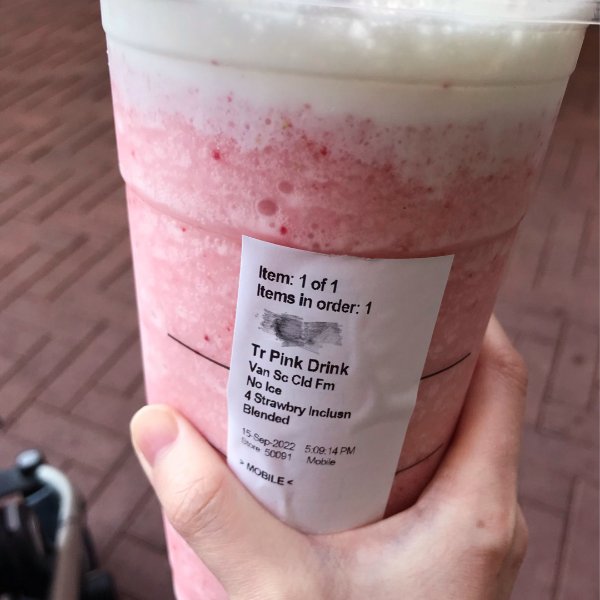 Item: 1 of 1
Items in order: 1
Tr Pink Drink
Van Sc Cld Fm
No Ice
4 Strawbry Inclusn
Blended
15-Sep-2022 5:09:14 PM
Store: 50091 Mobile
> MOBILE <